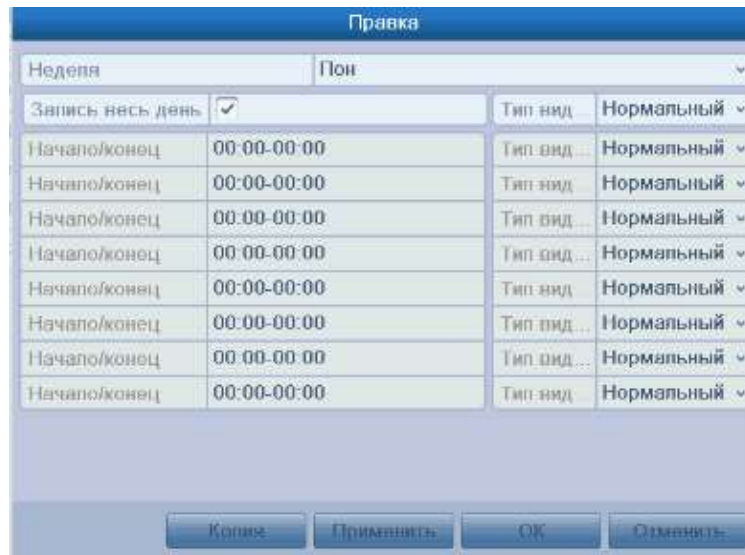 Правка
Неделя Пон
Запись весь день Тип вид... Нормальный
Начало/конец 00:00-00:00 Тип вид... Нормальный
Начало/конец 00:00-00:00 Тип вид... Нормальный
Начало/конец 00:00-00:00 Тип вид... Нормальный
Начало/конец 00:00-00:00 Тип вид... Нормальный
Начало/конец 00:00-00:00 Тип вид... Нормальный
Начало/конец 00:00-00:00 Тип вид... Нормальный
Начало/конец 00:00-00:00 Тип вид... Нормальный
Начало/конец 00:00-00:00 Тип вид... Нормальный
Копия Применить OK Отменить